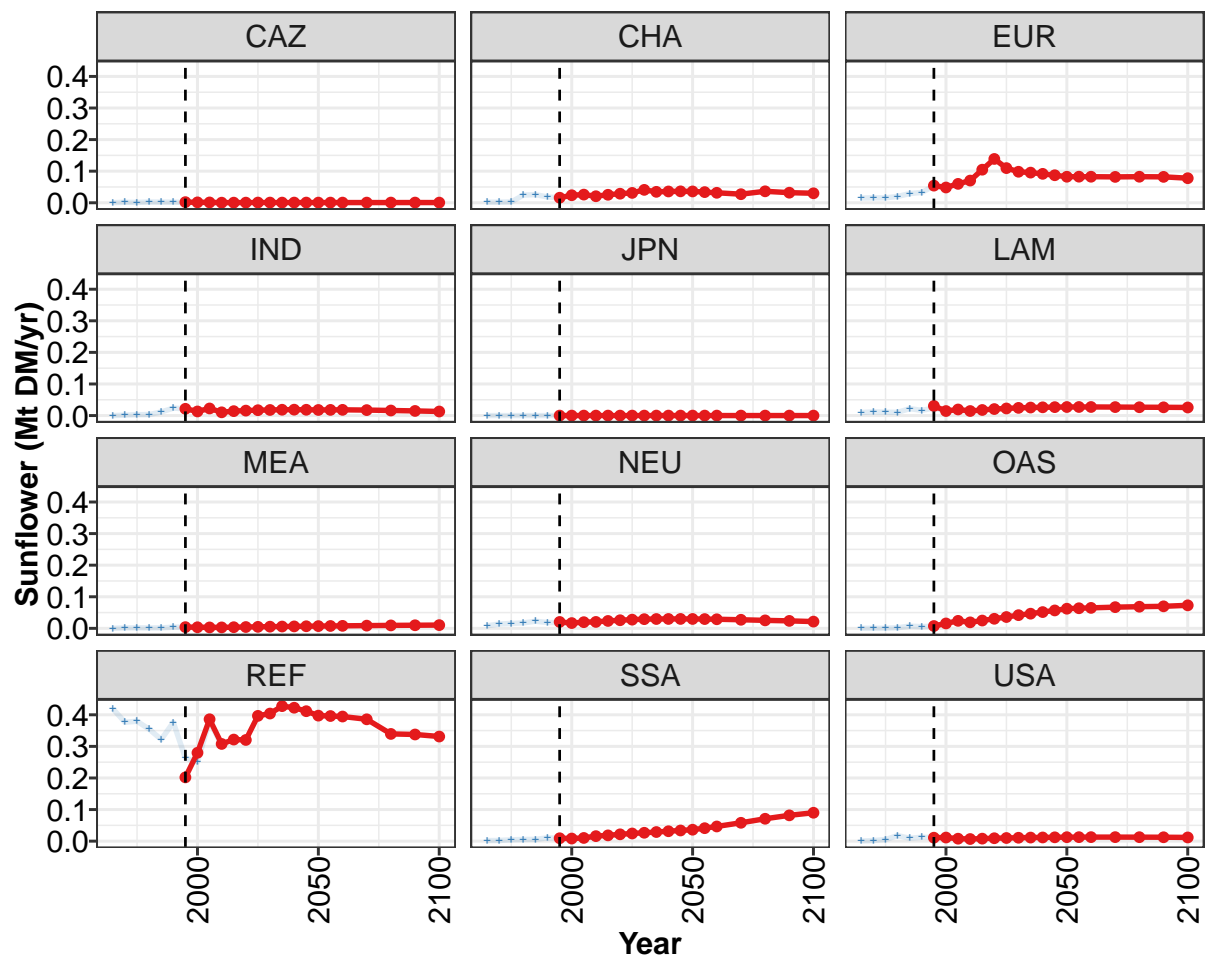 CAZ CHA EUR
0.4
0.3
0.2
0.1
0.0
IND JPN LAM
0.4
0.3
0.2
0.1
0.0
MEA NEU OAS
0.4
0.3
0.2
0.1
0.0
REF SSA USA
0.4
0.3
0.2
0.1
0.0
2000 2050 2100 2000 2050 2100 2000 2050 2100
Year
Sunflower (Mt DM/yr)